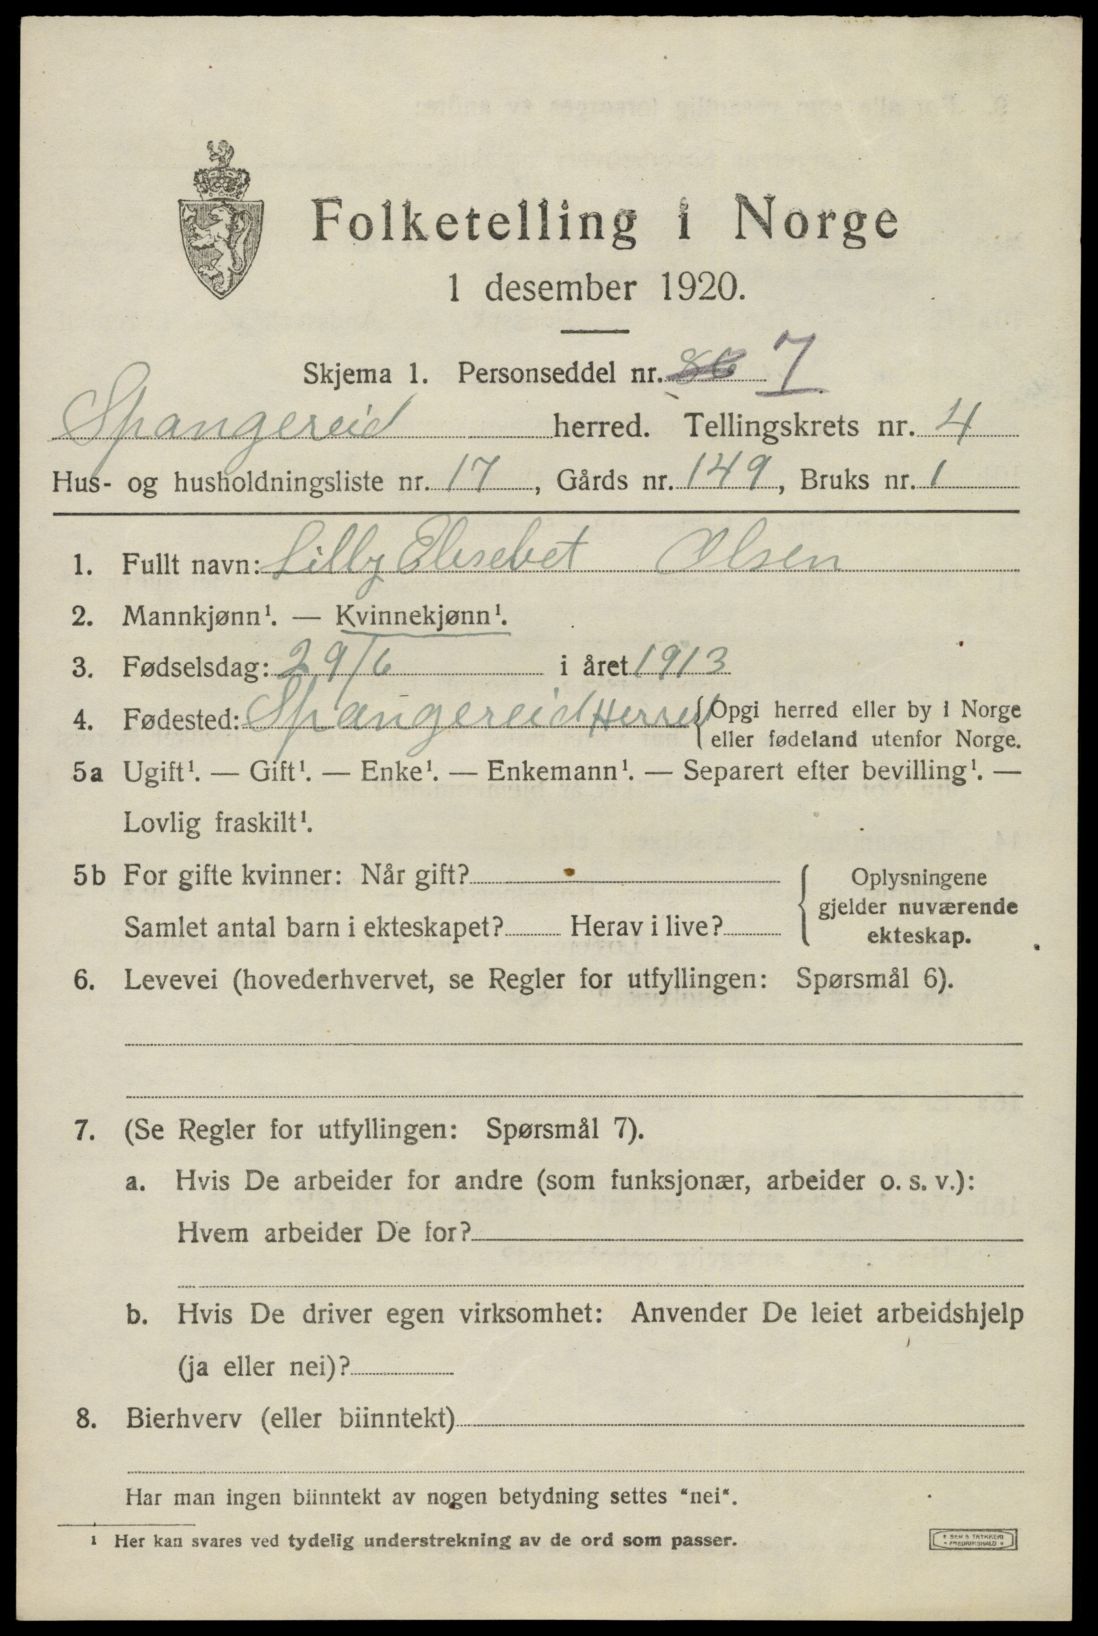 Folketelling i Norge
1 desember 1920.
Skjema 1. Personseddel nr. 86 7
Spangereid herred. Tellingskrets nr. 4
Hus- og husholdningsliste nr. 17, Gårds nr. 149, Bruks nr. 1
1. Fullt navn: Lilly Elisebet Olsen
2. Mannkjønn¹. — Kvinnekjønn¹.
3. Fødselsdag: 29/6 i året 1913
4. Fødested: Spangereid Herred { Opgi herred eller by i Norge
eller fødeland utenfor Norge.
5a Ugift¹. — Gift¹. — Enke¹. — Enkemann¹. — Separert efter bevilling¹. —
Lovlig fraskilt¹.
5b For gifte kvinner: Når gift?
Samlet antal barn i ekteskapet? Herav i live?
{ Oplysningene
gjelder nuværende
ekteskap.
6. Levevei (hovederhvervet, se Regler for utfyllingen: Spørsmål 6).
7. (Se Regler for utfyllingen: Spørsmål 7).
a. Hvis De arbeider for andre (som funksjonær, arbeider o. s. v.):
Hvem arbeider De for?
b. Hvis De driver egen virksomhet: Anvender De leiet arbeidshjelp
(ja eller nei)?
8. Bierhverv (eller biinntekt)
Har man ingen biinntekt av nogen betydning settes "nei".
¹ Her kan svares ved tydelig understrekning av de ord som passer.